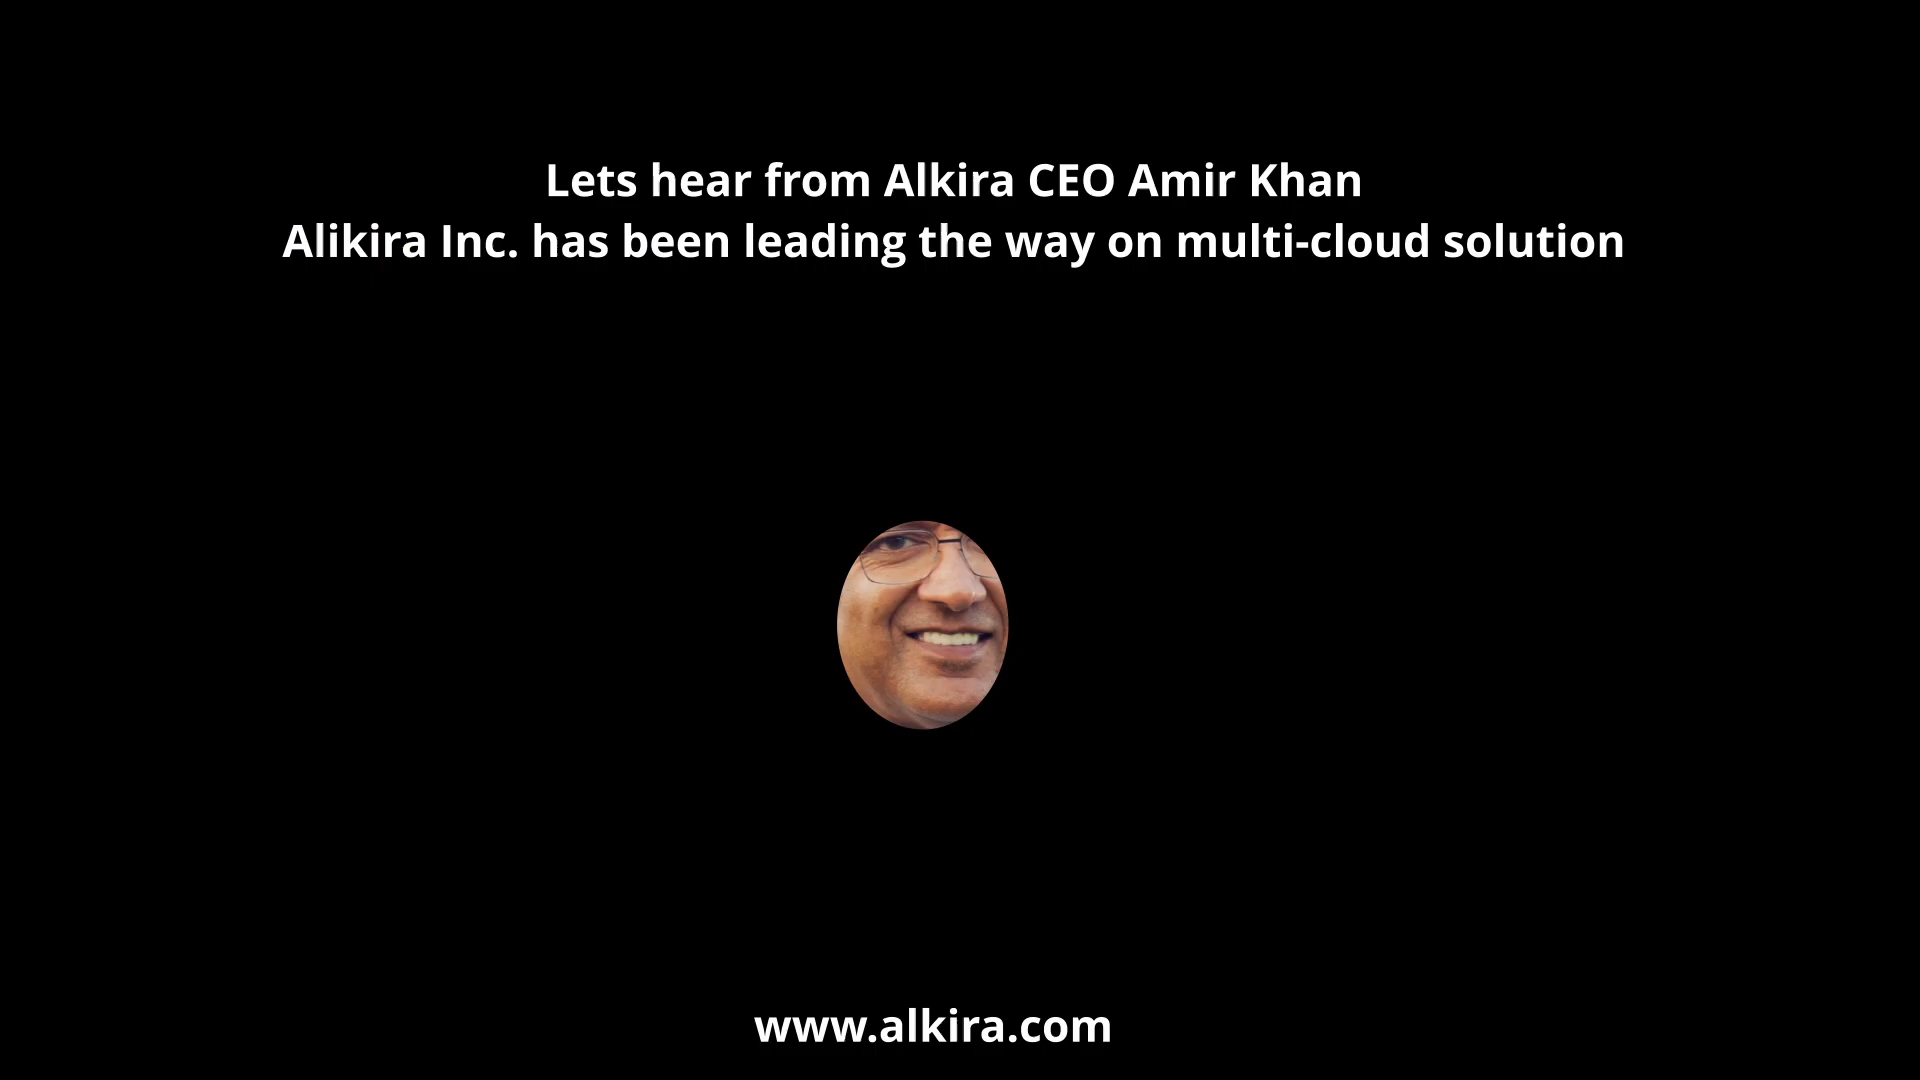 Lets hear from Alkira CEO Amir Khan
Alikira Inc. has been leading the way on multi-cloud solution
www.alkira.com